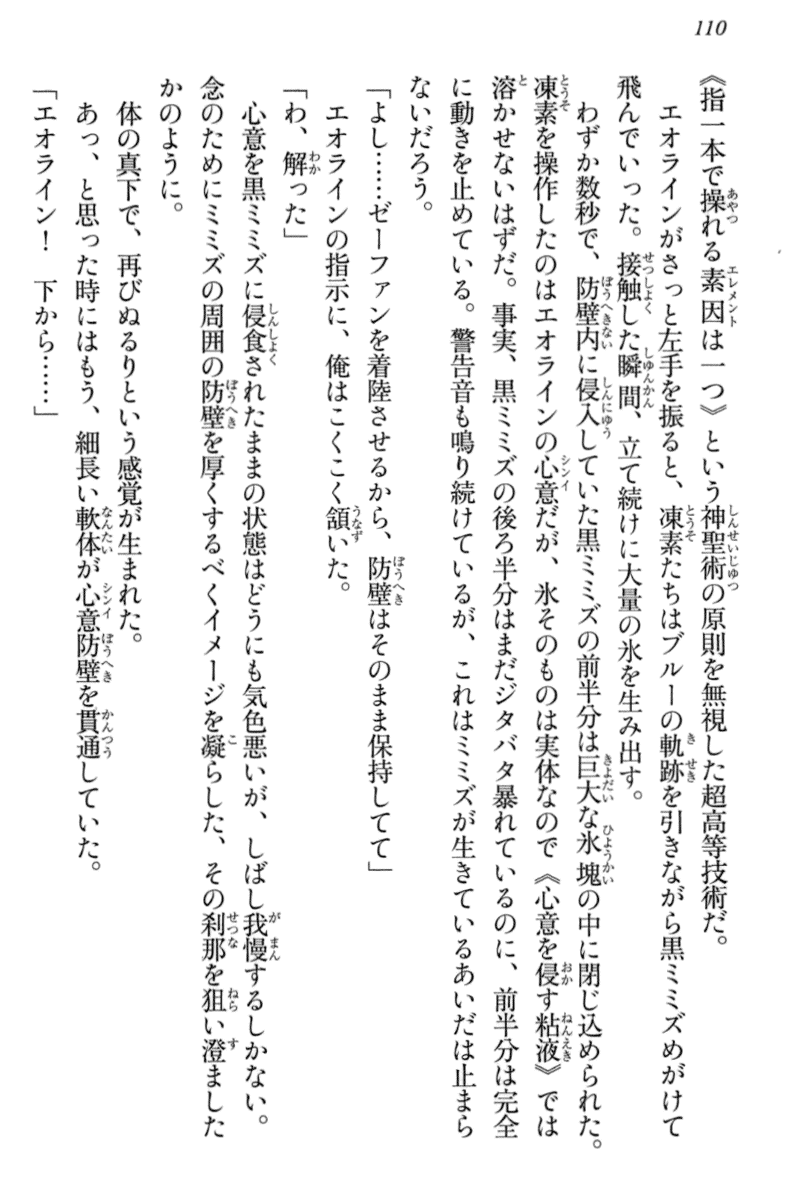 110
《指一本で操れる素因は一つ》という神聖術の原則を無視した超高等技術だ。
　エオラインがさっと左手を振ると、凍素たちはブルーの軌跡を引きながら黒ミミズめがけて
飛んでいった。接触した瞬間、立て続けに大量の氷を生み出す。
　わずか数秒で、防壁内に侵入していた黒ミミズの前半分は巨大な氷塊の中に閉じ込められた。
凍素を操作したのはエオラインの心意だが、氷そのものは実体なので《心意を侵す粘液》では
溶かせないはずだ。事実、黒ミミズの後ろ半分はまだジタバタ暴れているのに、前半分は完全
に動きを止めている。警告音も鳴り続けているが、これはミミズが生きているあいだは止まら
ないだろう。
「よし……ゼーファンを着陸させるから、防壁はそのまま保持してて」
　エオラインの指示に、俺はこくこく頷いた。
「わ、解った」
　心意を黒ミミズに侵食されたままの状態はどうにも気色悪いが、しばし我慢するしかない。
念のためにミミズの周囲の防壁を厚くするべくイメージを凝らした、その刹那を狙い澄ました
かのように。
　体の真下で、再びぬるりという感覚が生まれた。
　あっ、と思った時にはもう、細長い軟体が心意防壁を貫通していた。
「エオライン！　下から……」